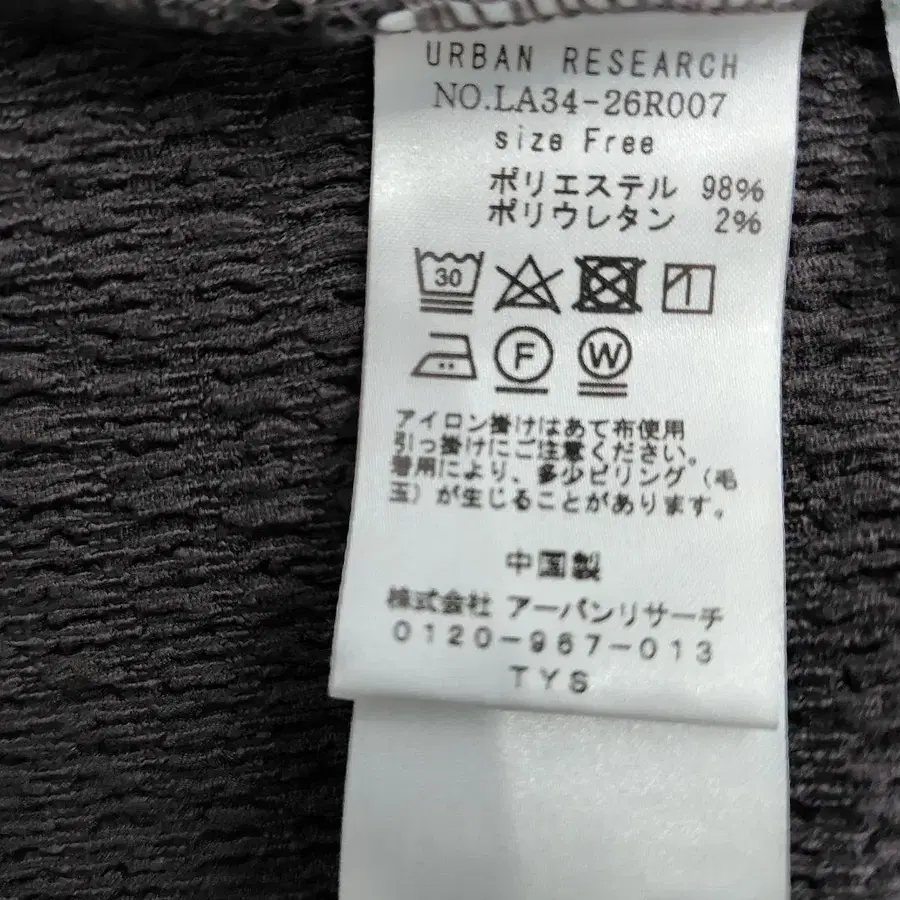 URBAN RESEARCH
NO.LA34-26R007
size Free
ポリエステル 98%
ポリウレタン 2%
30
F W
アイロン掛けはあて布使用
引っ掛けにご注意ください。
着用により、多少ピリング（毛
玉）が生じることがあります。
中国製
株式会社 アーバンリサーチ
0120-967-013
TYS